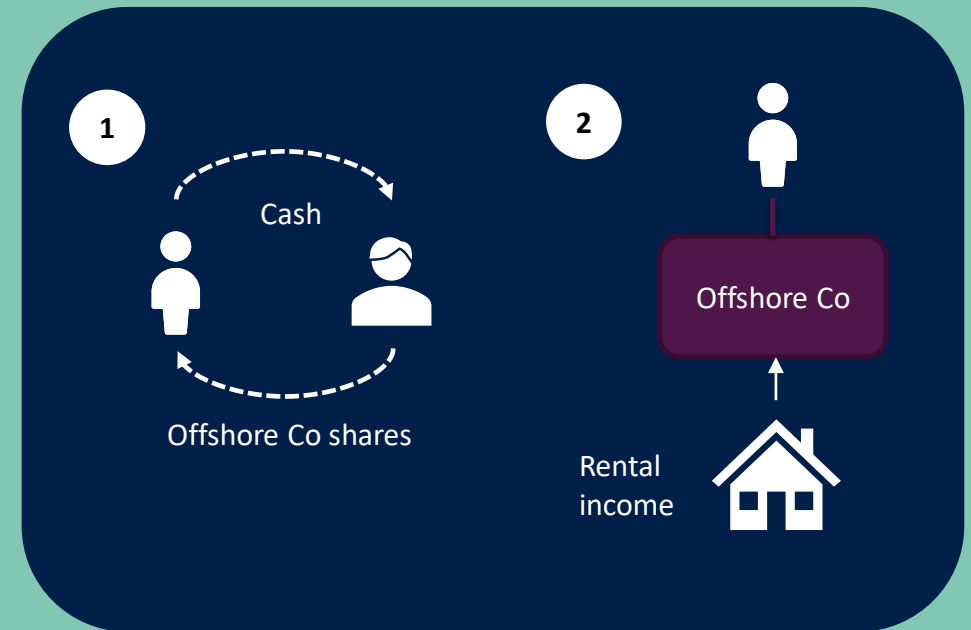 1
Cash
Offshore Co shares
2
Offshore Co
Rental
income